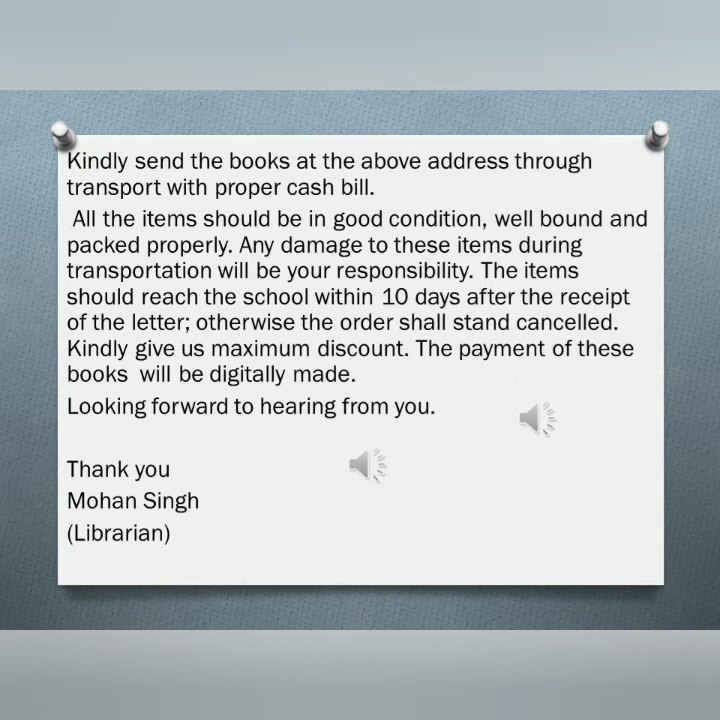 Kindly send the books at the above address through
transport with proper cash bill.
All the items should be in good condition, well bound and
packed properly. Any damage to these items during
transportation will be your responsibility. The items
should reach the school within 10 days after the receipt
of the letter; otherwise the order shall stand cancelled.
Kindly give us maximum discount. The payment of these
books will be digitally made.
Looking forward to hearing from you.
Thank you
Mohan Singh
(Librarian)